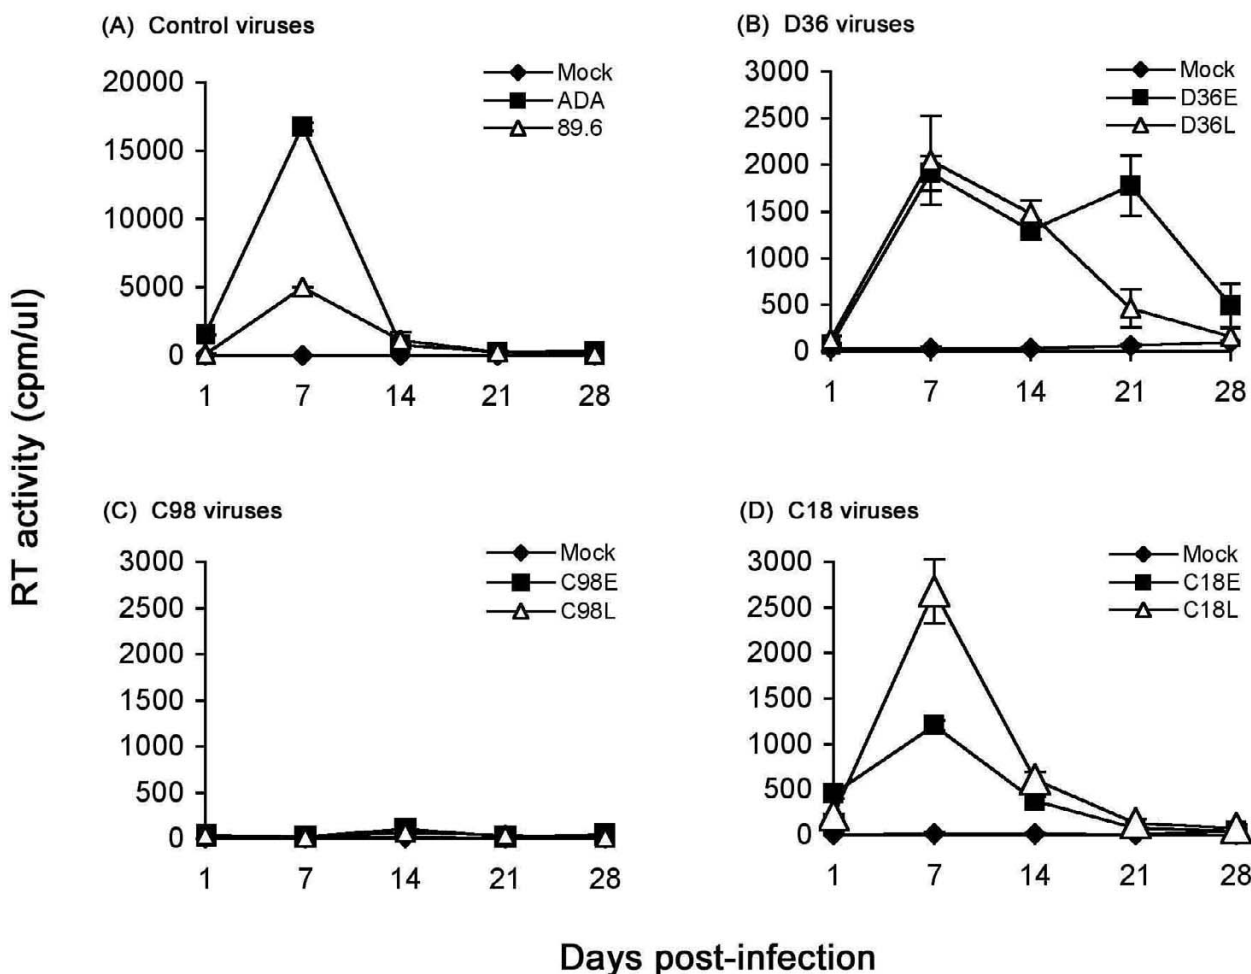 (A) Control viruses
Mock
ADA
89.6
20000
15000
10000
5000
0
1 7 14 21 28
(B) D36 viruses
Mock
D36E
D36L
3000
2500
2000
1500
1000
500
0
1 7 14 21 28
(C) C98 viruses
Mock
C98E
C98L
3000
2500
2000
1500
1000
500
0
1 7 14 21 28
(D) C18 viruses
Mock
C18E
C18L
3000
2500
2000
1500
1000
500
0
1 7 14 21 28
RT activity (cpm/ul)
Days post-infection